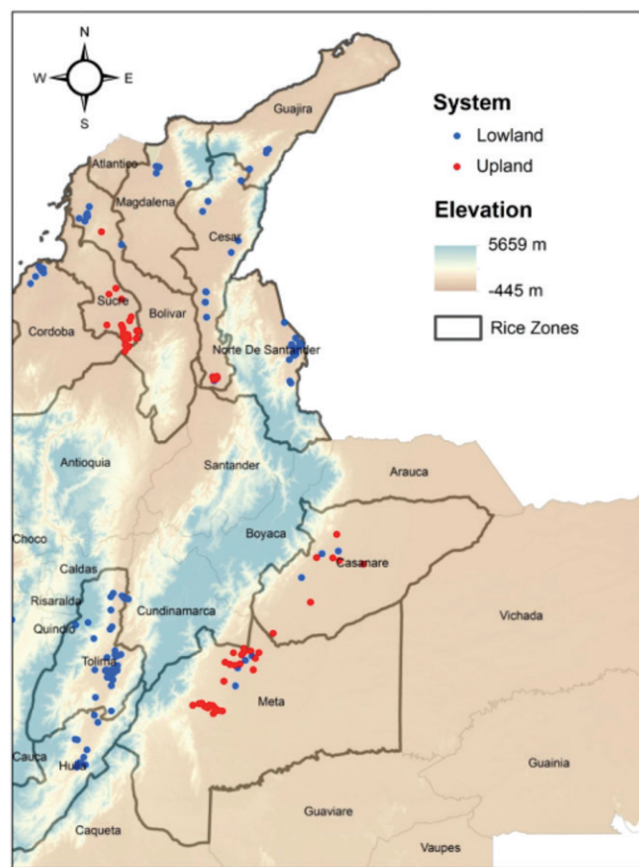 N
W E
S
System
Lowland
Upland
Elevation
5659 m
-445 m
Rice Zones
Guajira
Atlantico
Magdalena
Cesar
Sucre
Bolivar
Cordoba
Norte De Santander
Antioquia
Santander
Arauca
Choco
Boyaca
Casanare
Caldas
Risaralda
Cundinamarca
Vichada
Quindio
Tolima
Meta
Cauca
Huila
Guainia
Caqueta
Guaviare
Vaupes